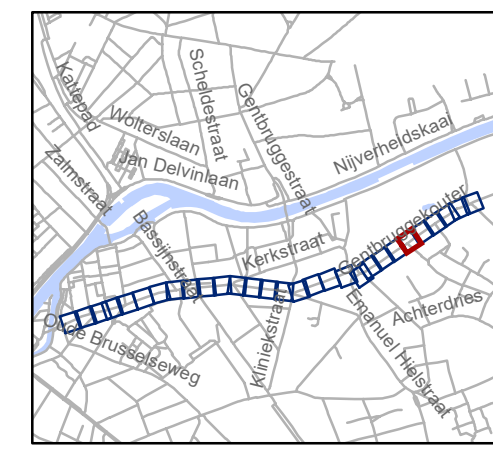 Kattepad
Scheldestraat
Gentbruggestraat
Wolterslaan
Nijverheidskaai
Zalmstraat
Jan Delvinlaan
Bassijnstraat
Kerkstraat
Gentbruggekouter
Oude Brusselseweg
Kliniekstraat
Emanuel Hielstraat
Achterdries